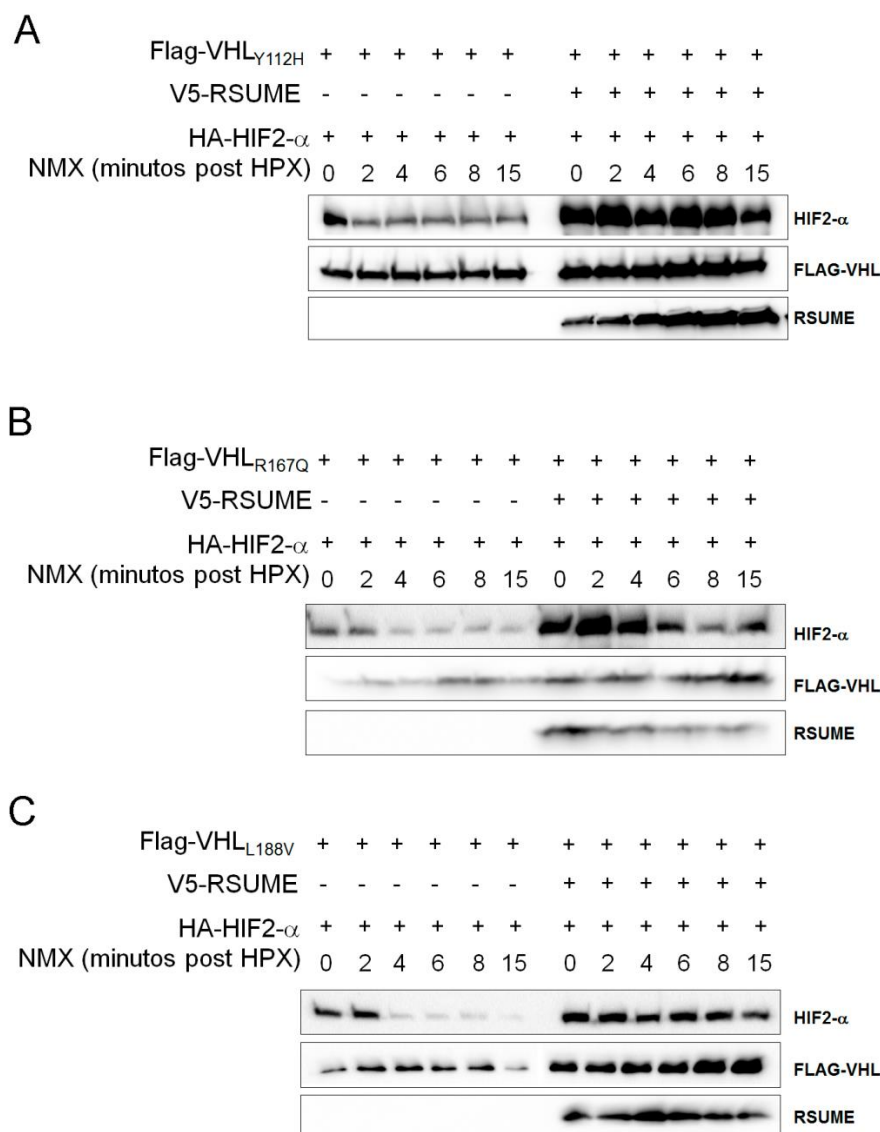 A
Flag-VHLY112H + + + + + + + + + + + +
V5-RSUME - - - - - - + + + + + +
HA-HIF2-α + + + + + + + + + + + +
NMX (minutos post HPX) 0 2 4 6 8 15 0 2 4 6 8 15
HIF2-α
FLAG-VHL
RSUME
B
Flag-VHLR167Q + + + + + + + + + + + +
V5-RSUME - - - - - - + + + + + +
HA-HIF2-α + + + + + + + + + + + +
NMX (minutos post HPX) 0 2 4 6 8 15 0 2 4 6 8 15
HIF2-α
FLAG-VHL
RSUME
C
Flag-VHLL188V + + + + + + + + + + + +
V5-RSUME - - - - - - + + + + + +
HA-HIF2-α + + + + + + + + + + + +
NMX (minutos post HPX) 0 2 4 6 8 15 0 2 4 6 8 15
HIF2-α
FLAG-VHL
RSUME